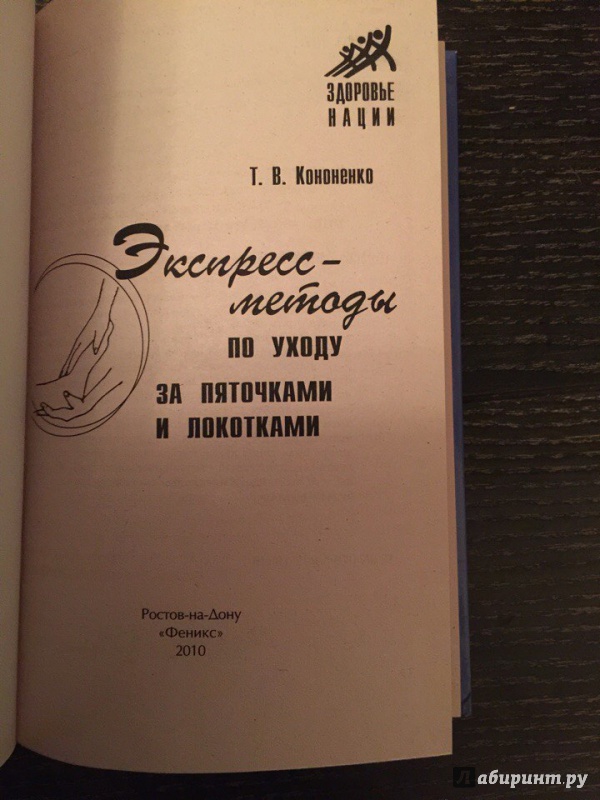 ЗДОРОВЬЕ
НАЦИИ
Т. В. Кононенко
Экспресс-
методы
ПО УХОДУ
ЗА ПЯТОЧКАМИ
И ЛОКОТКАМИ
Ростов-на-Дону
«Феникс»
2010
Лабиринт.ру